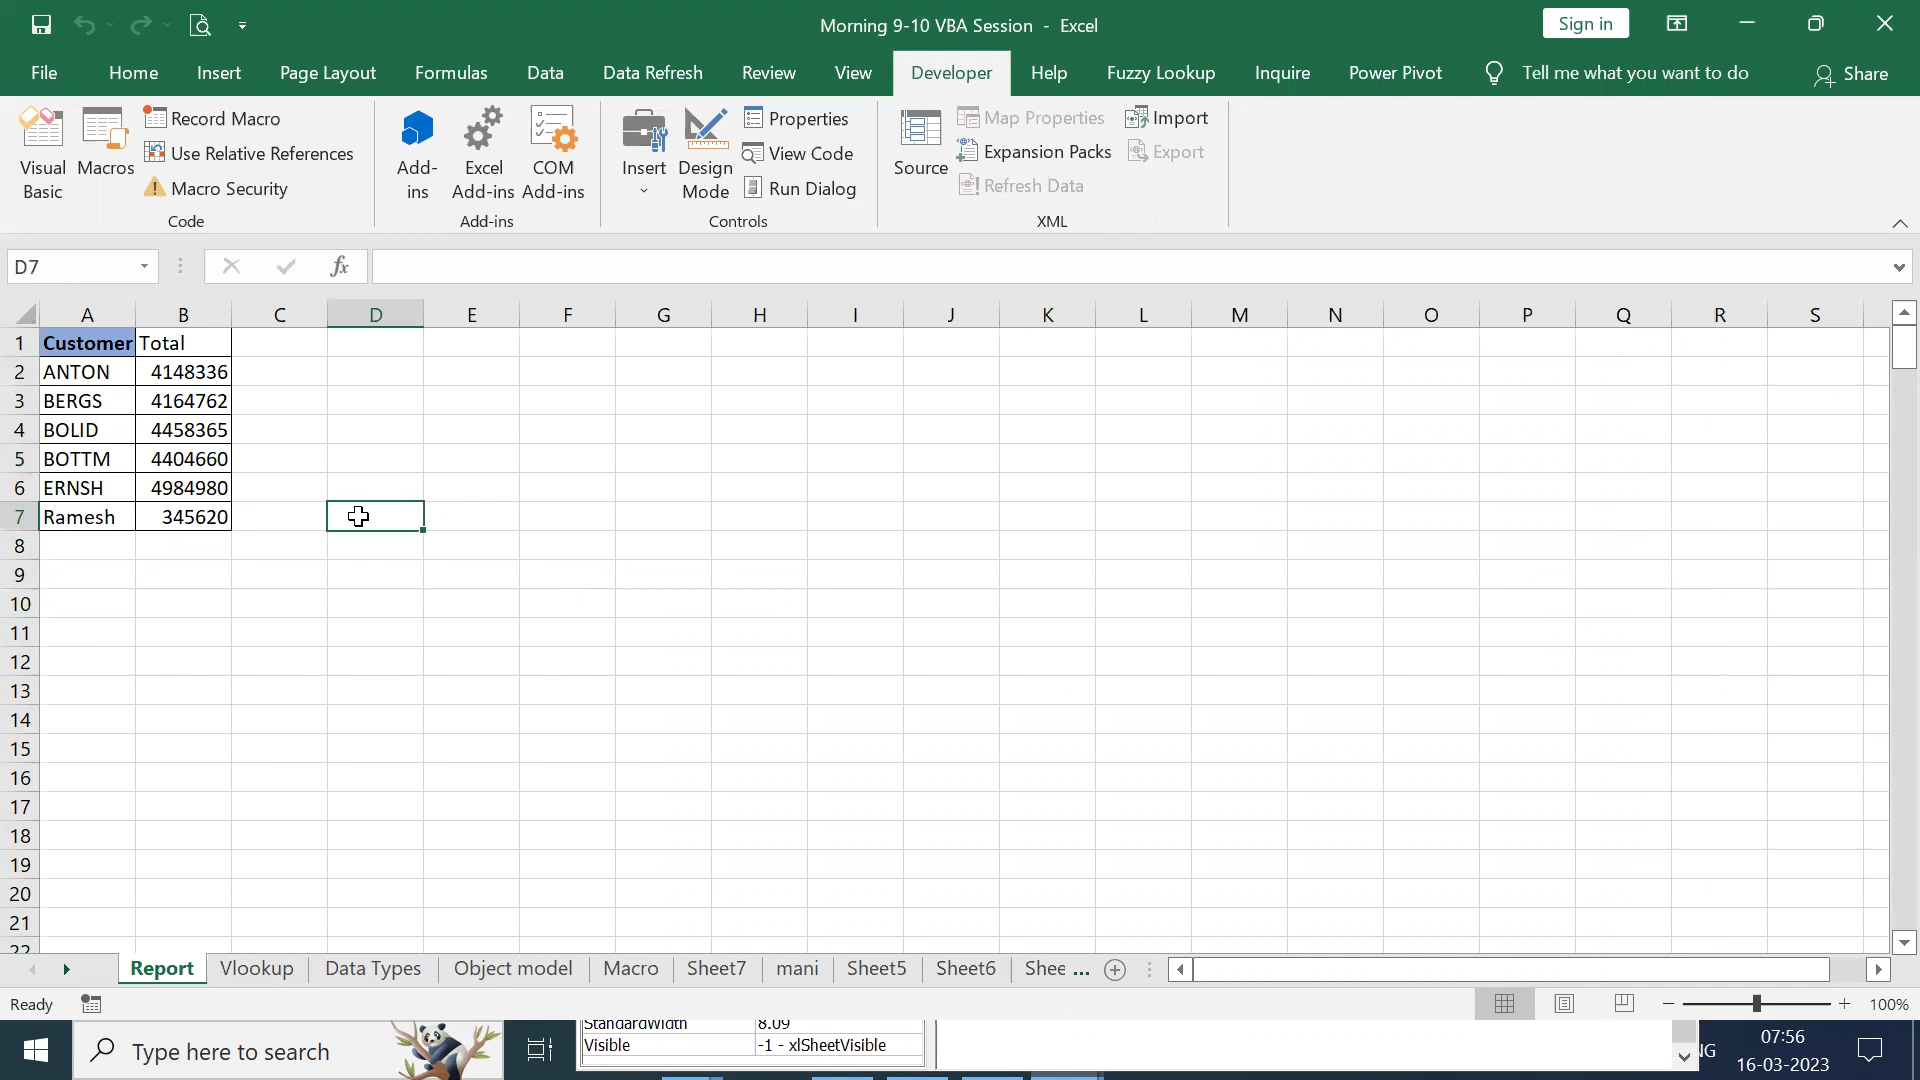 Morning 9-10 VBA Session - Excel
Sign in
File Home Insert Page Layout Formulas Data Data Refresh Review View Developer Help Fuzzy Lookup Inquire Power Pivot Tell me what you want to do Share
Visual Basic
Macros
Record Macro
Use Relative References
Macro Security
Code
Add-ins
Excel Add-ins
COM Add-ins
Add-ins
Insert
Design Mode
Properties
View Code
Run Dialog
Controls
Source
Map Properties
Expansion Packs
Refresh Data
Import
Export
XML
D7 fx
A B C D E F G H I J K L M N O P Q R S
1 Customer Total
2 ANTON 4148336
3 BERGS 4164762
4 BOLID 4458365
5 BOTTM 4404660
6 ERNSH 4984980
7 Ramesh 345620
8
9
10
11
12
13
14
15
16
17
18
19
20
21
22
Report Vlookup Data Types Object model Macro Sheet7 mani Sheet5 Sheet6 Shee ...
Ready 100%
StandardWidth 8.09
Visible -1 - xlSheetVisible
Type here to search
NG
07:56
16-03-2023